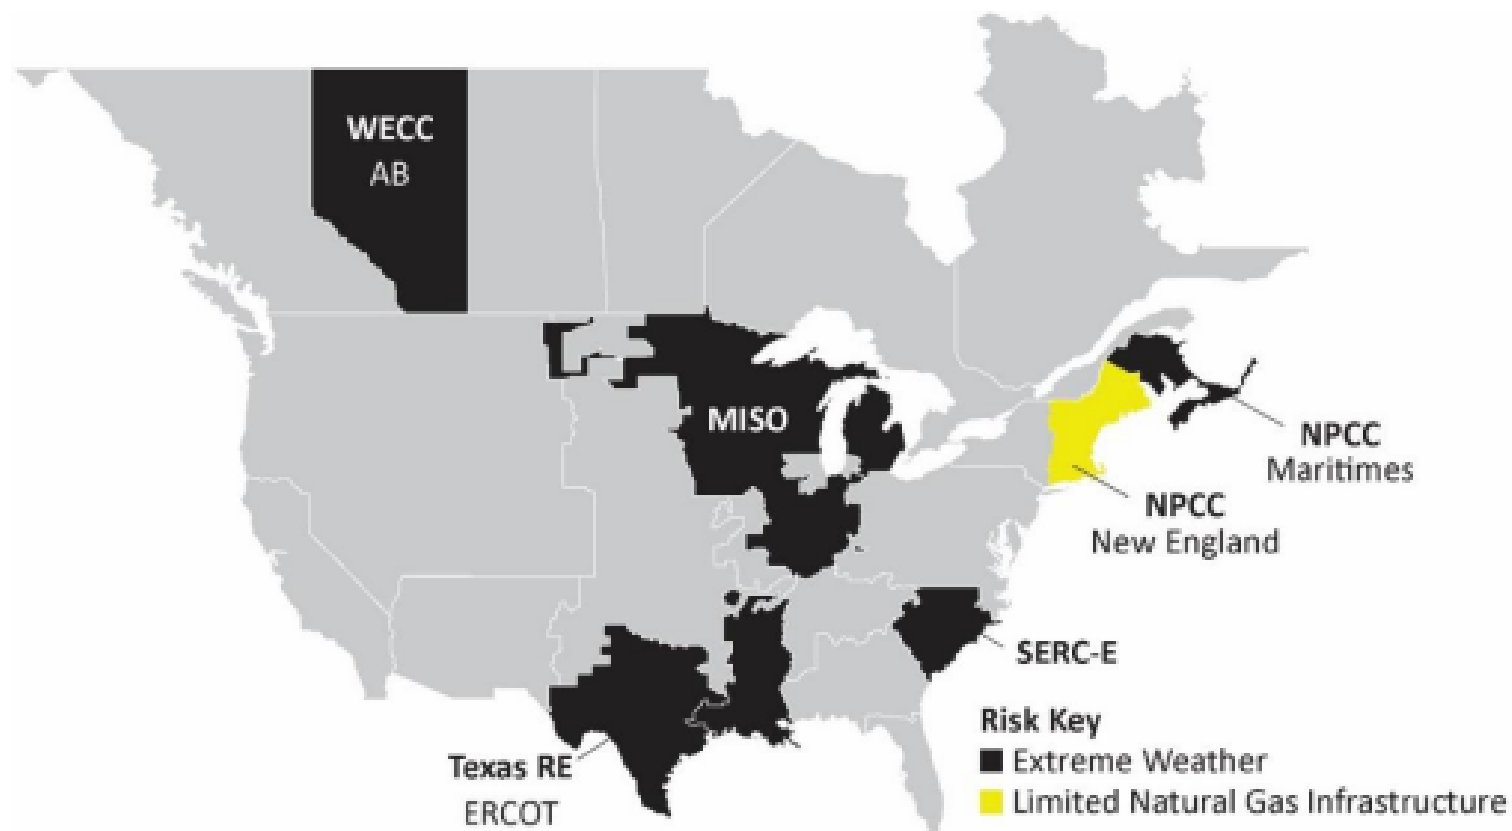 WECC
AB
MISO
NPCC
Maritimes
NPCC
New England
SERC-E
Texas RE
ERCOT
Risk Key
Extreme Weather
Limited Natural Gas Infrastructure